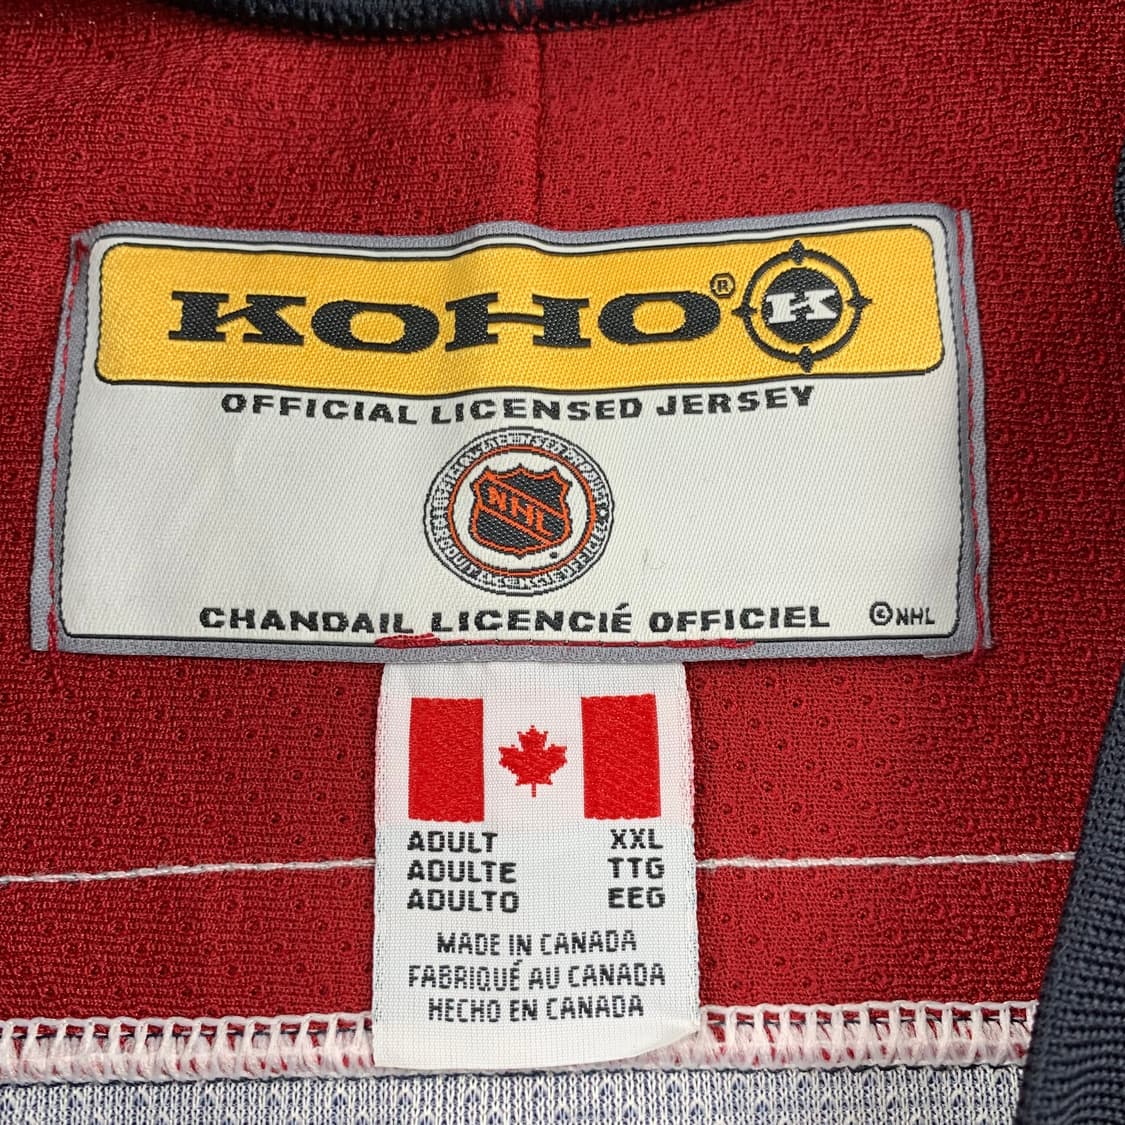 KOHO® K
OFFICIAL LICENSED JERSEY
NHL
CHANDAIL LICENCIÉ OFFICIEL ©NHL
ADULT XXL
ADULTE TTG
ADULTO EEG
MADE IN CANADA
FABRIQUÉ AU CANADA
HECHO EN CANADA